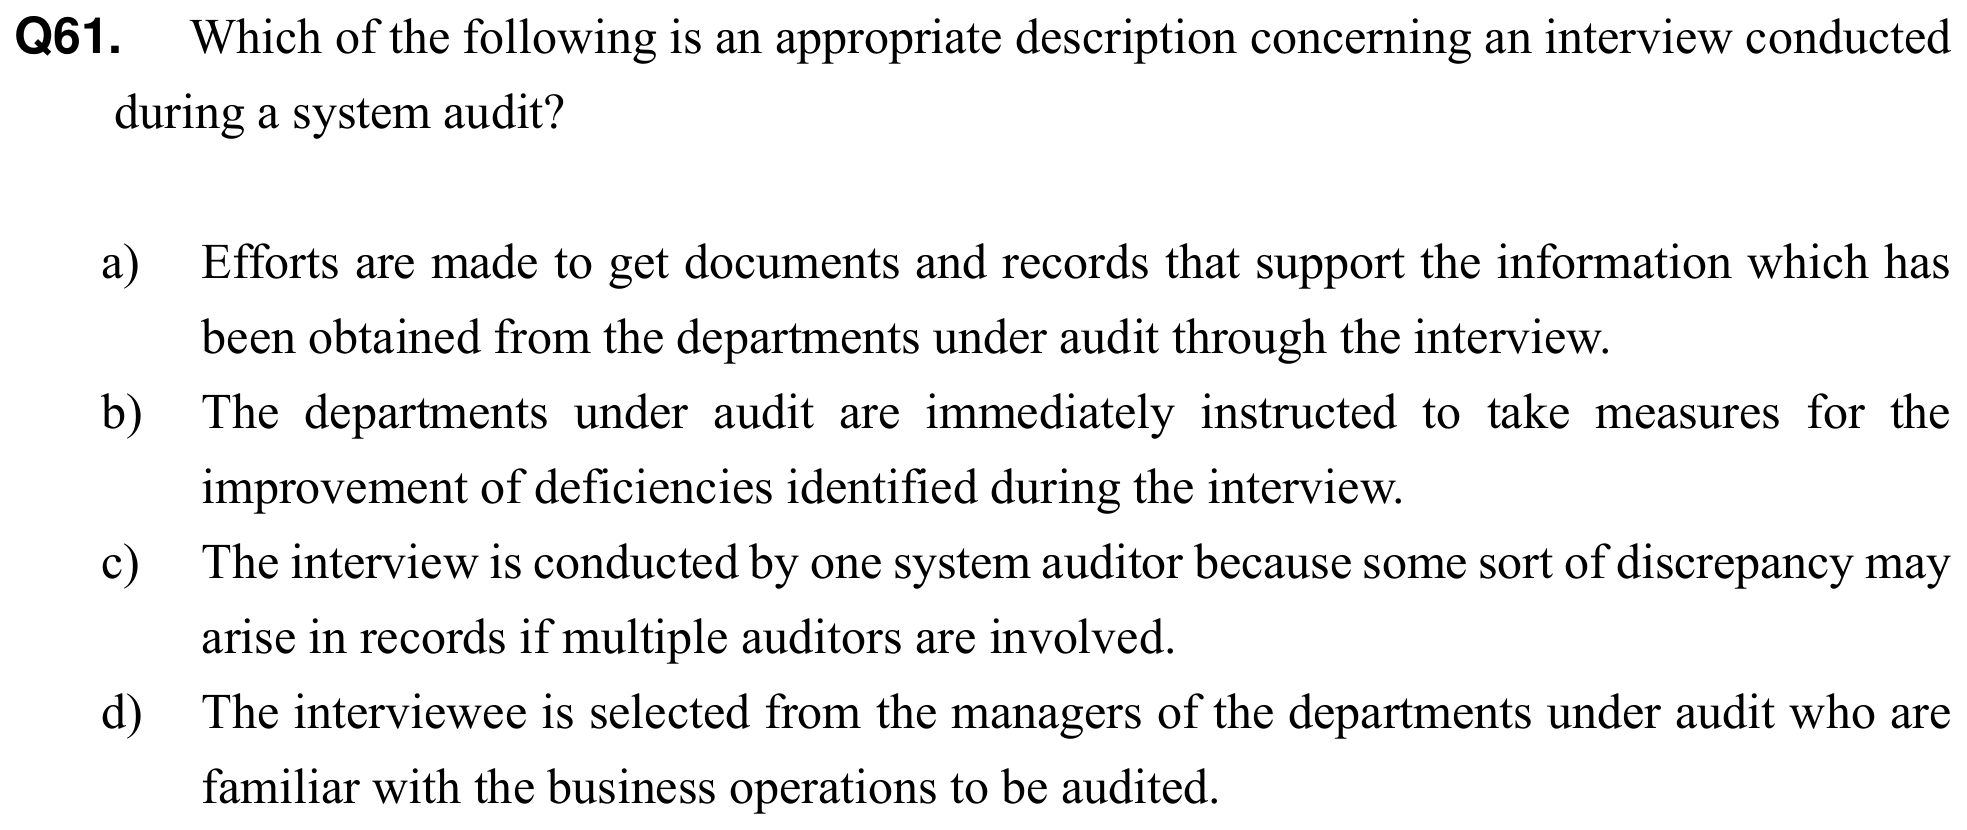 Q61. Which of the following is an appropriate description concerning an interview conducted
during a system audit?
a) Efforts are made to get documents and records that support the information which has
been obtained from the departments under audit through the interview.
b) The departments under audit are immediately instructed to take measures for the
improvement of deficiencies identified during the interview.
c) The interview is conducted by one system auditor because some sort of discrepancy may
arise in records if multiple auditors are involved.
d) The interviewee is selected from the managers of the departments under audit who are
familiar with the business operations to be audited.